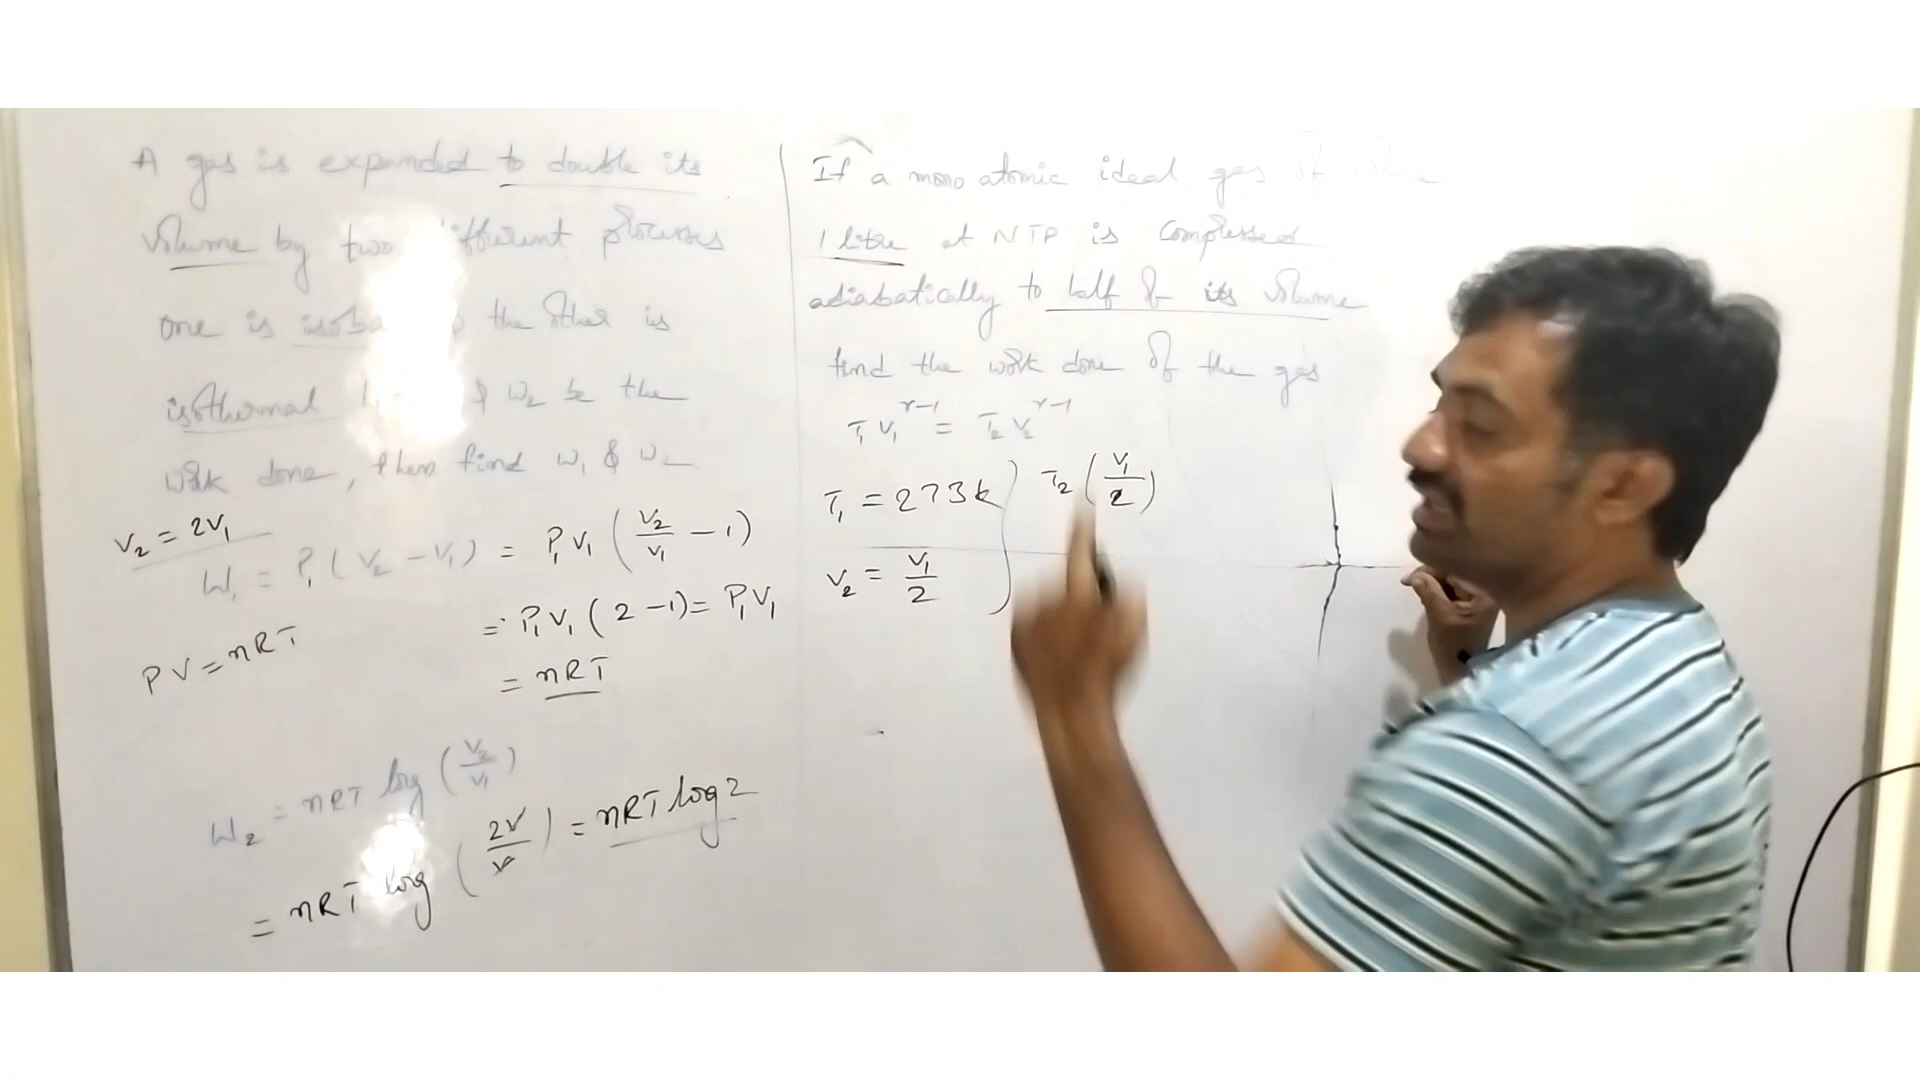 A gas is expanded to double its
volume by two different processes
one is isoba the other is
isothermal & W₂ be the
work done, then find W₁ & W₂
V₂ = 2V₁
W₁ = P₁(V₂ - V₁) = P₁V₁(V₂/V₁ - 1)
= P₁V₁(2-1) = P₁V₁
PV = nRT
= nRT
W₂ = nRT log(V₂/V₁)
= nRT log(2V/V) = nRT log 2
If a mono atomic ideal gas of
1 litre at NTP is compressed
adiabatically to half of its volume
find the work done of the gas
T₁V₁^(γ-1) = T₂V₂^(γ-1)
T₁ = 273k
T₂(V₁/2)
V₂ = V₁/2